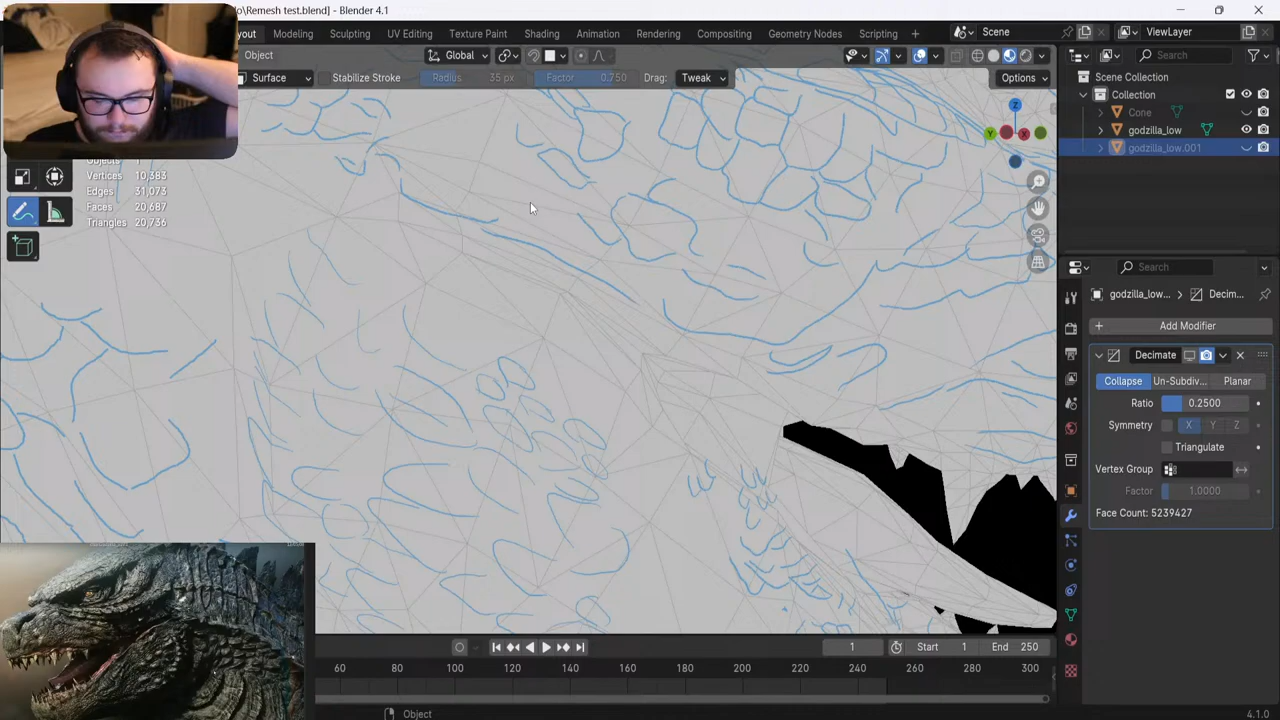 lo\Remesh test.blend] - Blender 4.1
yout Modeling Sculpting UV Editing Texture Paint Shading Animation Rendering Compositing Geometry Nodes Scripting + Scene ViewLayer
Object Global
Surface Stabilize Stroke Radius 35 px Factor 0.750 Drag: Tweak Options
Search
Scene Collection
Collection
Cone
godzilla_low
godzilla_low.001
Objects 1
Vertices 10,383
Edges 31,073
Faces 20,687
Triangles 20,736
Z
Y
X
Search
godzilla_low... > Decim...
+ Add Modifier
Decimate
Collapse Un-Subdiv... Planar
Ratio 0.2500
Symmetry X Y Z
Triangulate
Vertex Group
Factor 1.0000
Face Count: 5239427
1 Start 1 End 250
60 80 100 120 140 160 180 200 220 240 260 280 300
Object 4.1.0